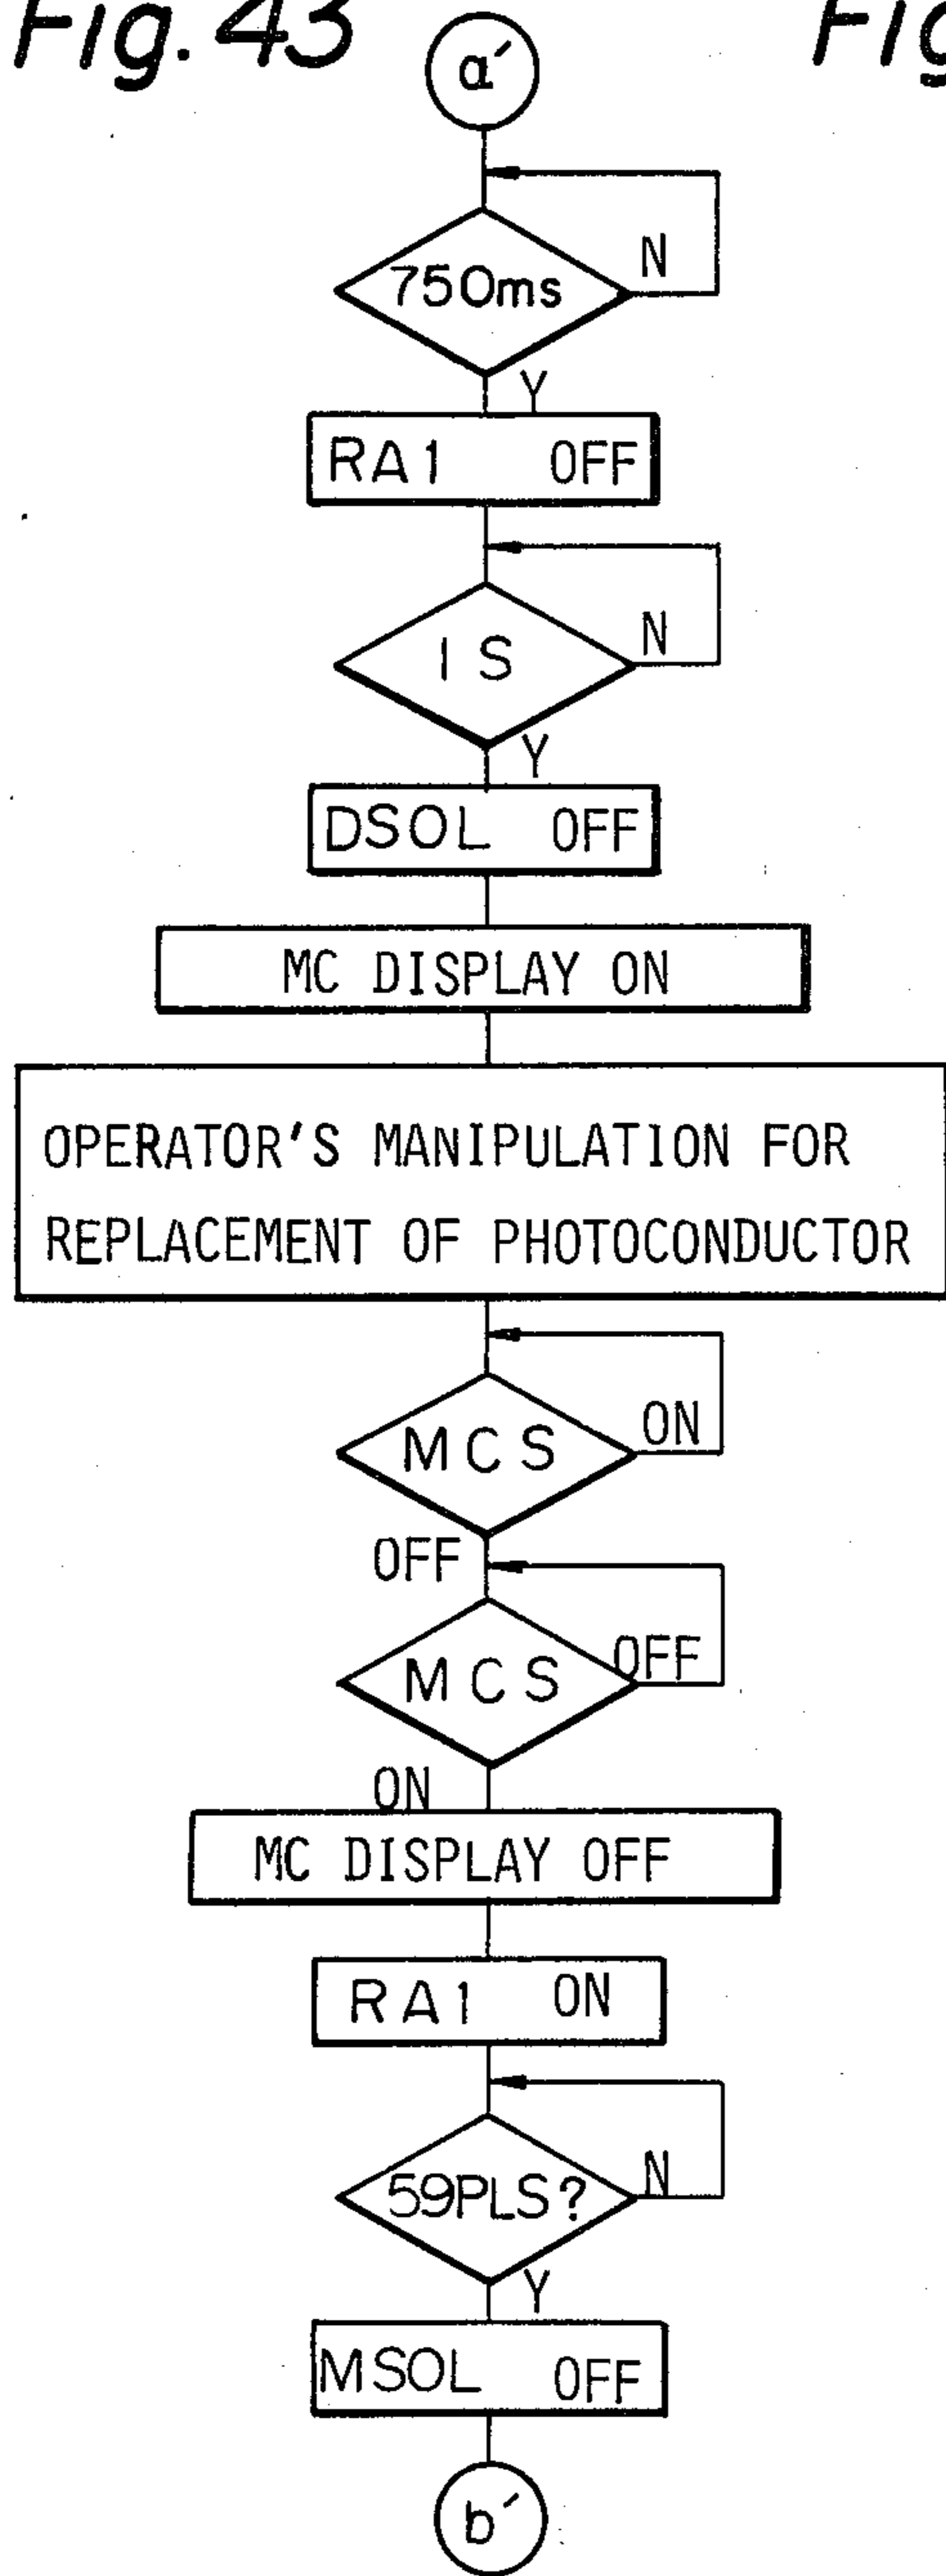 Fig. 43
Fig
a´
750ms
N
Y
RA1 OFF
IS
N
Y
DSOL OFF
MC DISPLAY ON
OPERATOR'S MANIPULATION FOR
REPLACEMENT OF PHOTOCONDUCTOR
MCS
ON
OFF
MCS
OFF
ON
MC DISPLAY OFF
RA1 ON
59PLS?
N
Y
MSOL OFF
b´